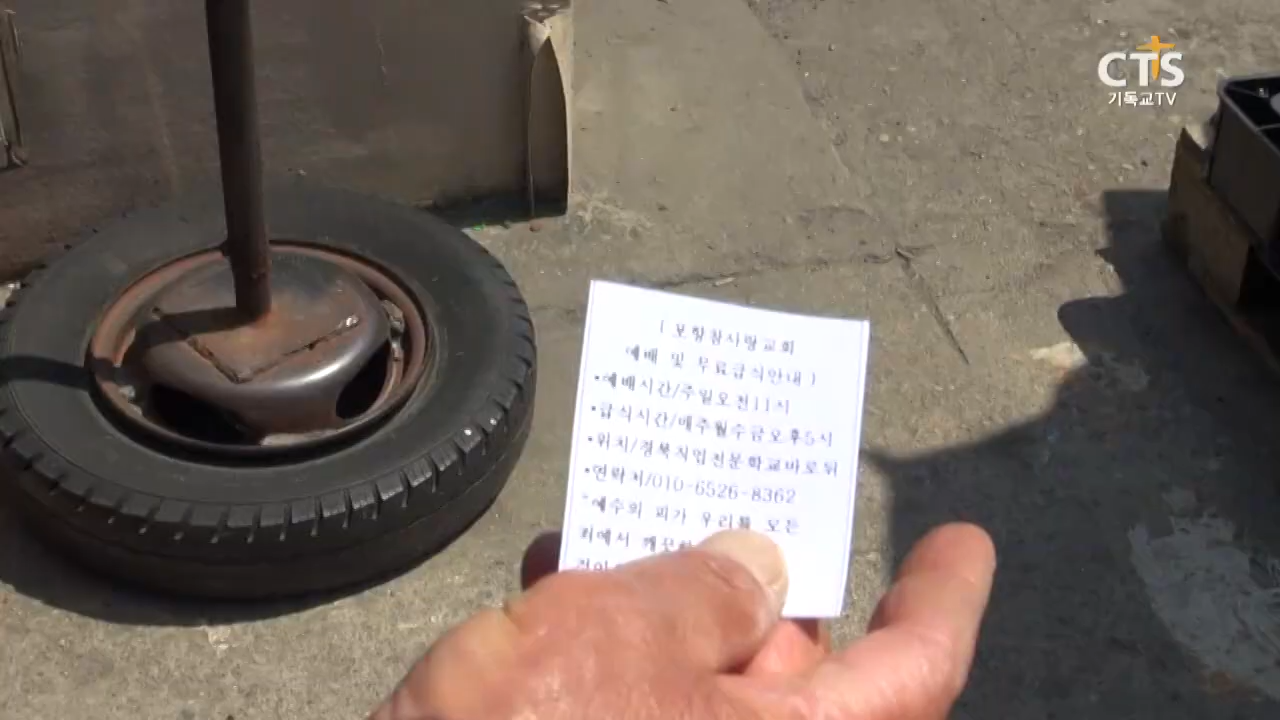 CTS
기독교TV
( 포항참사랑교회
예배 및 무료급식안내 )
*예배시간/주일오전11시
*급식시간/매주월수금오후5시
*위치/경북직업전문학교바로뒤
*연락처/010-6526-8362
"예수의 피가 우리를 모든
죄에서 깨끗하